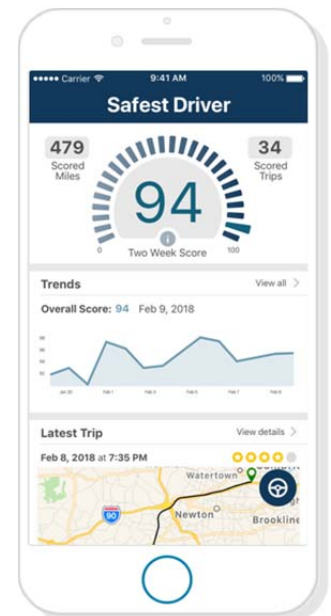 Carrier 9:41 AM 100%
Safest Driver
479
Scored
Miles
34
Scored
Trips
94
0 Two Week Score 100
Trends View all
Overall Score: 94 Feb 9, 2018
Latest Trip View details
Feb 8, 2018 at 7:35 PM
Watertown
90
Newton
Brookline